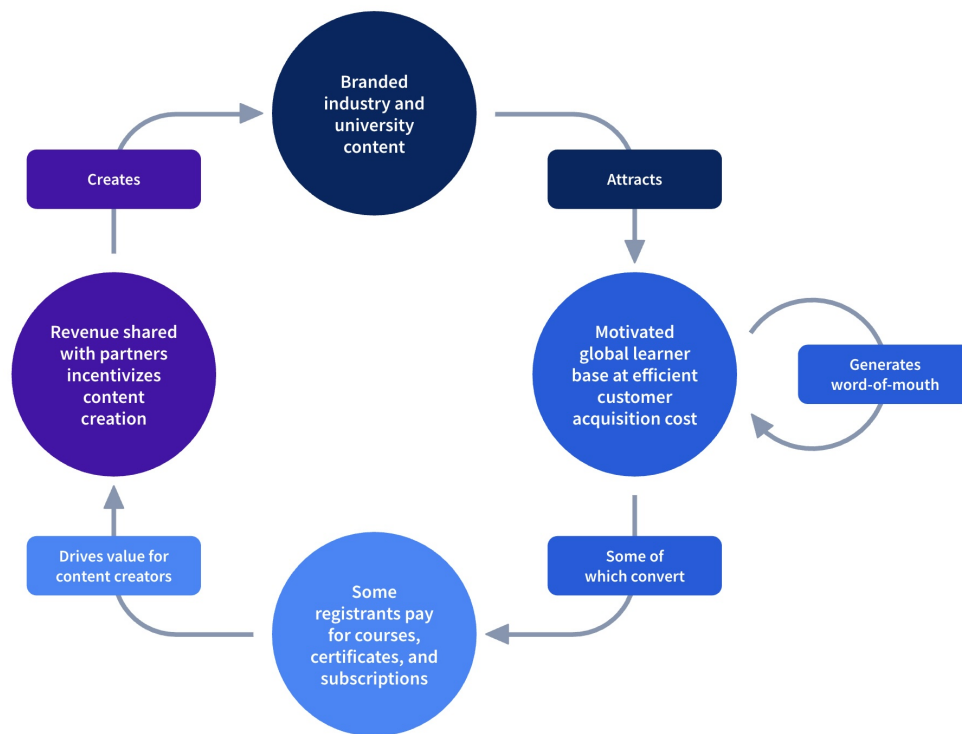 Branded
industry and
university
content
Attracts
Motivated
global learner
base at efficient
customer
acquisition cost
Generates
word-of-mouth
Some of
which convert
Some
registrants pay
for courses,
certificates, and
subscriptions
Drives value for
content creators
Revenue shared
with partners
incentivizes
content
creation
Creates